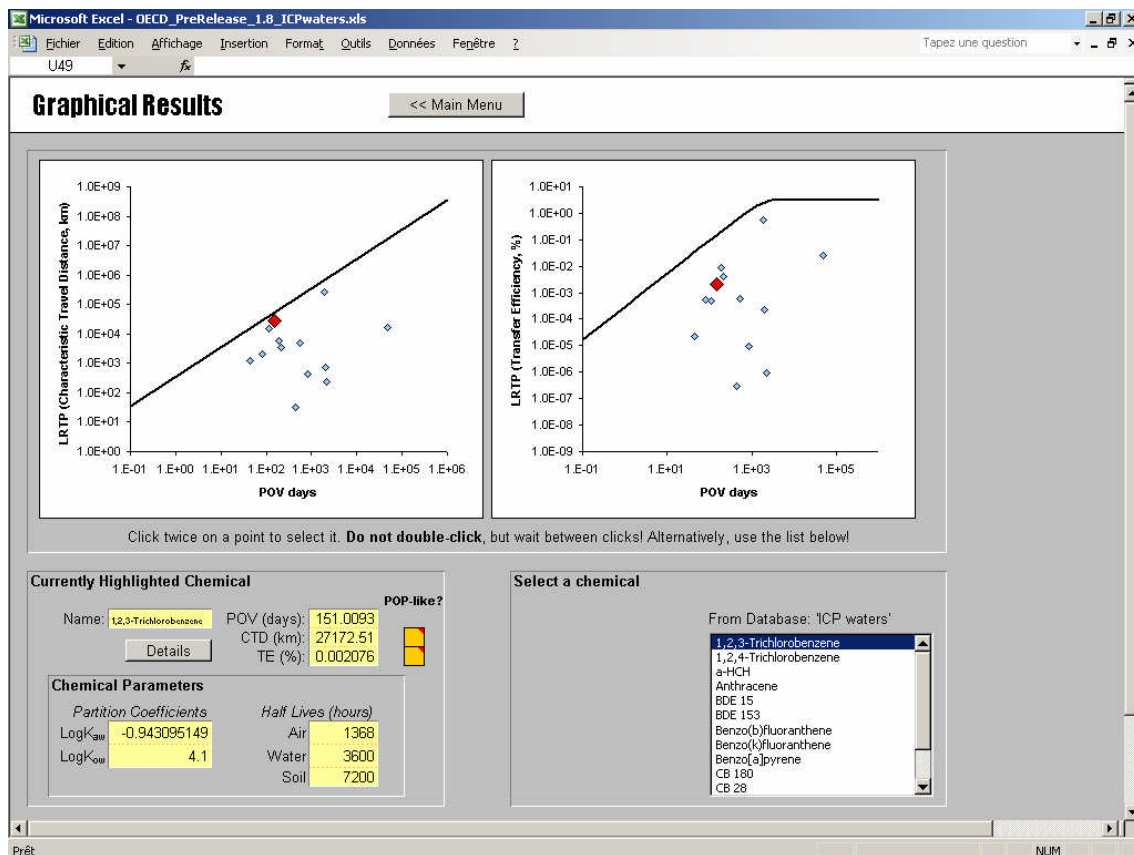 Microsoft Excel - OECD_PreRelease_1.8_ICPwaters.xls
Fichier Edition Affichage Insertion Format Outils Données Fenêtre ? Tapez une question
U49 fx
Graphical Results << Main Menu
LRTP (Characteristic Travel Distance, km)
1.0E+09
1.0E+08
1.0E+07
1.0E+06
1.0E+05
1.0E+04
1.0E+03
1.0E+02
1.0E+01
1.0E+00
1.E-01 1.E+00 1.E+01 1.E+02 1.E+03 1.E+04 1.E+05 1.E+06
POV days
LRTP (Transfer Efficiency, %)
1.0E+01
1.0E+00
1.0E-01
1.0E-02
1.0E-03
1.0E-04
1.0E-05
1.0E-06
1.0E-07
1.0E-08
1.0E-09
1.E-01 1.E+01 1.E+03 1.E+05
POV days
Click twice on a point to select it. Do not double-click, but wait between clicks! Alternatively, use the list below!
Currently Highlighted Chemical
POP-like?
Name: 1,2,3-Trichlorobenzene POV (days): 151.0093
CTD (km): 27172.51
Details TE (%): 0.002076
Chemical Parameters
Partition Coefficients Half Lives (hours)
LogKaw -0.943095149 Air 1368
LogKow 4.1 Water 3600
Soil 7200
Select a chemical
From Database: 'ICP waters'
1,2,3-Trichlorobenzene
1,2,4-Trichlorobenzene
a-HCH
Anthracene
BDE 15
BDE 153
Benzo(b)fluoranthene
Benzo(k)fluoranthene
Benzo[a]pyrene
CB 180
CB 28
Prêt NUM